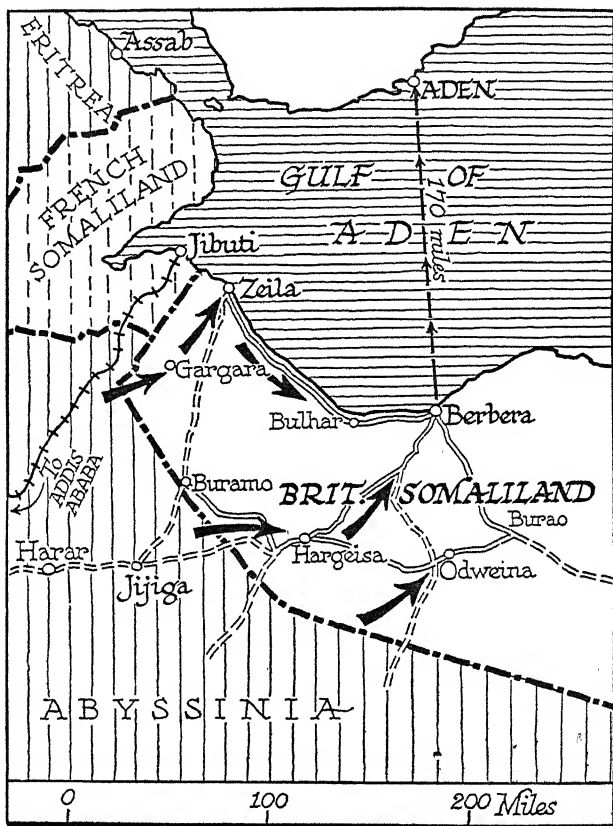 ERITREA
Assab
ADEN
FRENCH
SOMALILAND
GULF OF
ADEN
170 miles
Jibuti
Zeila
Gargara
Bulhar
Berbera
To
ADDIS
ABABA
Buramo
BRIT. SOMALILAND
Burao
Harar
Jijiga
Hargeisa
Odweina
ABYSSINIA
0 100 200 Miles